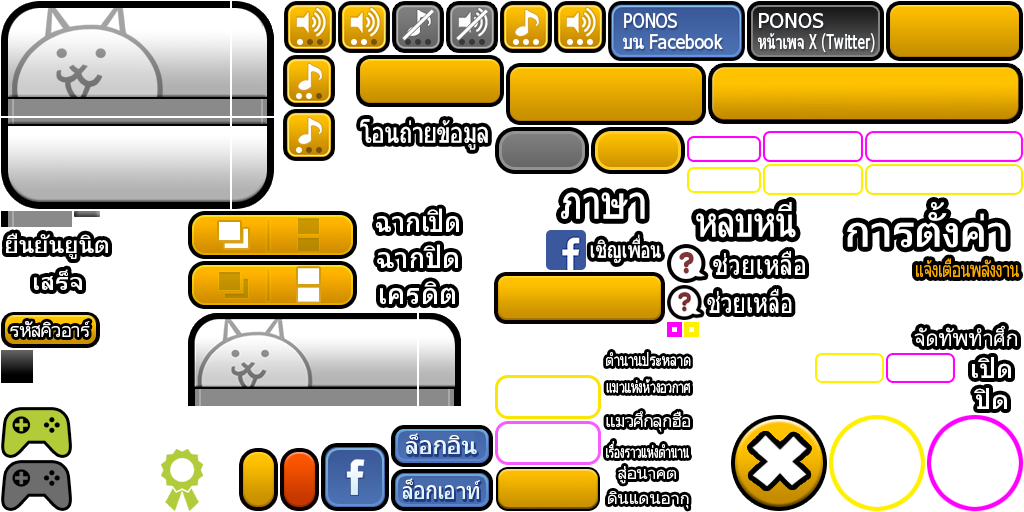 PONOS
บน Facebook
PONOS
หน้าเพจ X (Twitter)
โอนถ่ายข้อมูล
ภาษา
หลบหนี
การตั้งค่า
ยืนยันยูนิต
เสร็จ
ฉากเปิด
ฉากปิด
เครดิต
เชิญเพื่อน
ช่วยเหลือ
แจ้งเตือนพลังงาน
ช่วยเหลือ
รหัสคิวอาร์
จัดทัพทำศึก
เปิด
ปิด
ตำนานประหลาด
แมวแห่งห้วงอวกาศ
แมวศึกลุกฮือ
เรื่องราวแห่งตำนาน
สู่อนาคต
ดินแดนอากุ
ล็อกอิน
ล็อกเอาท์